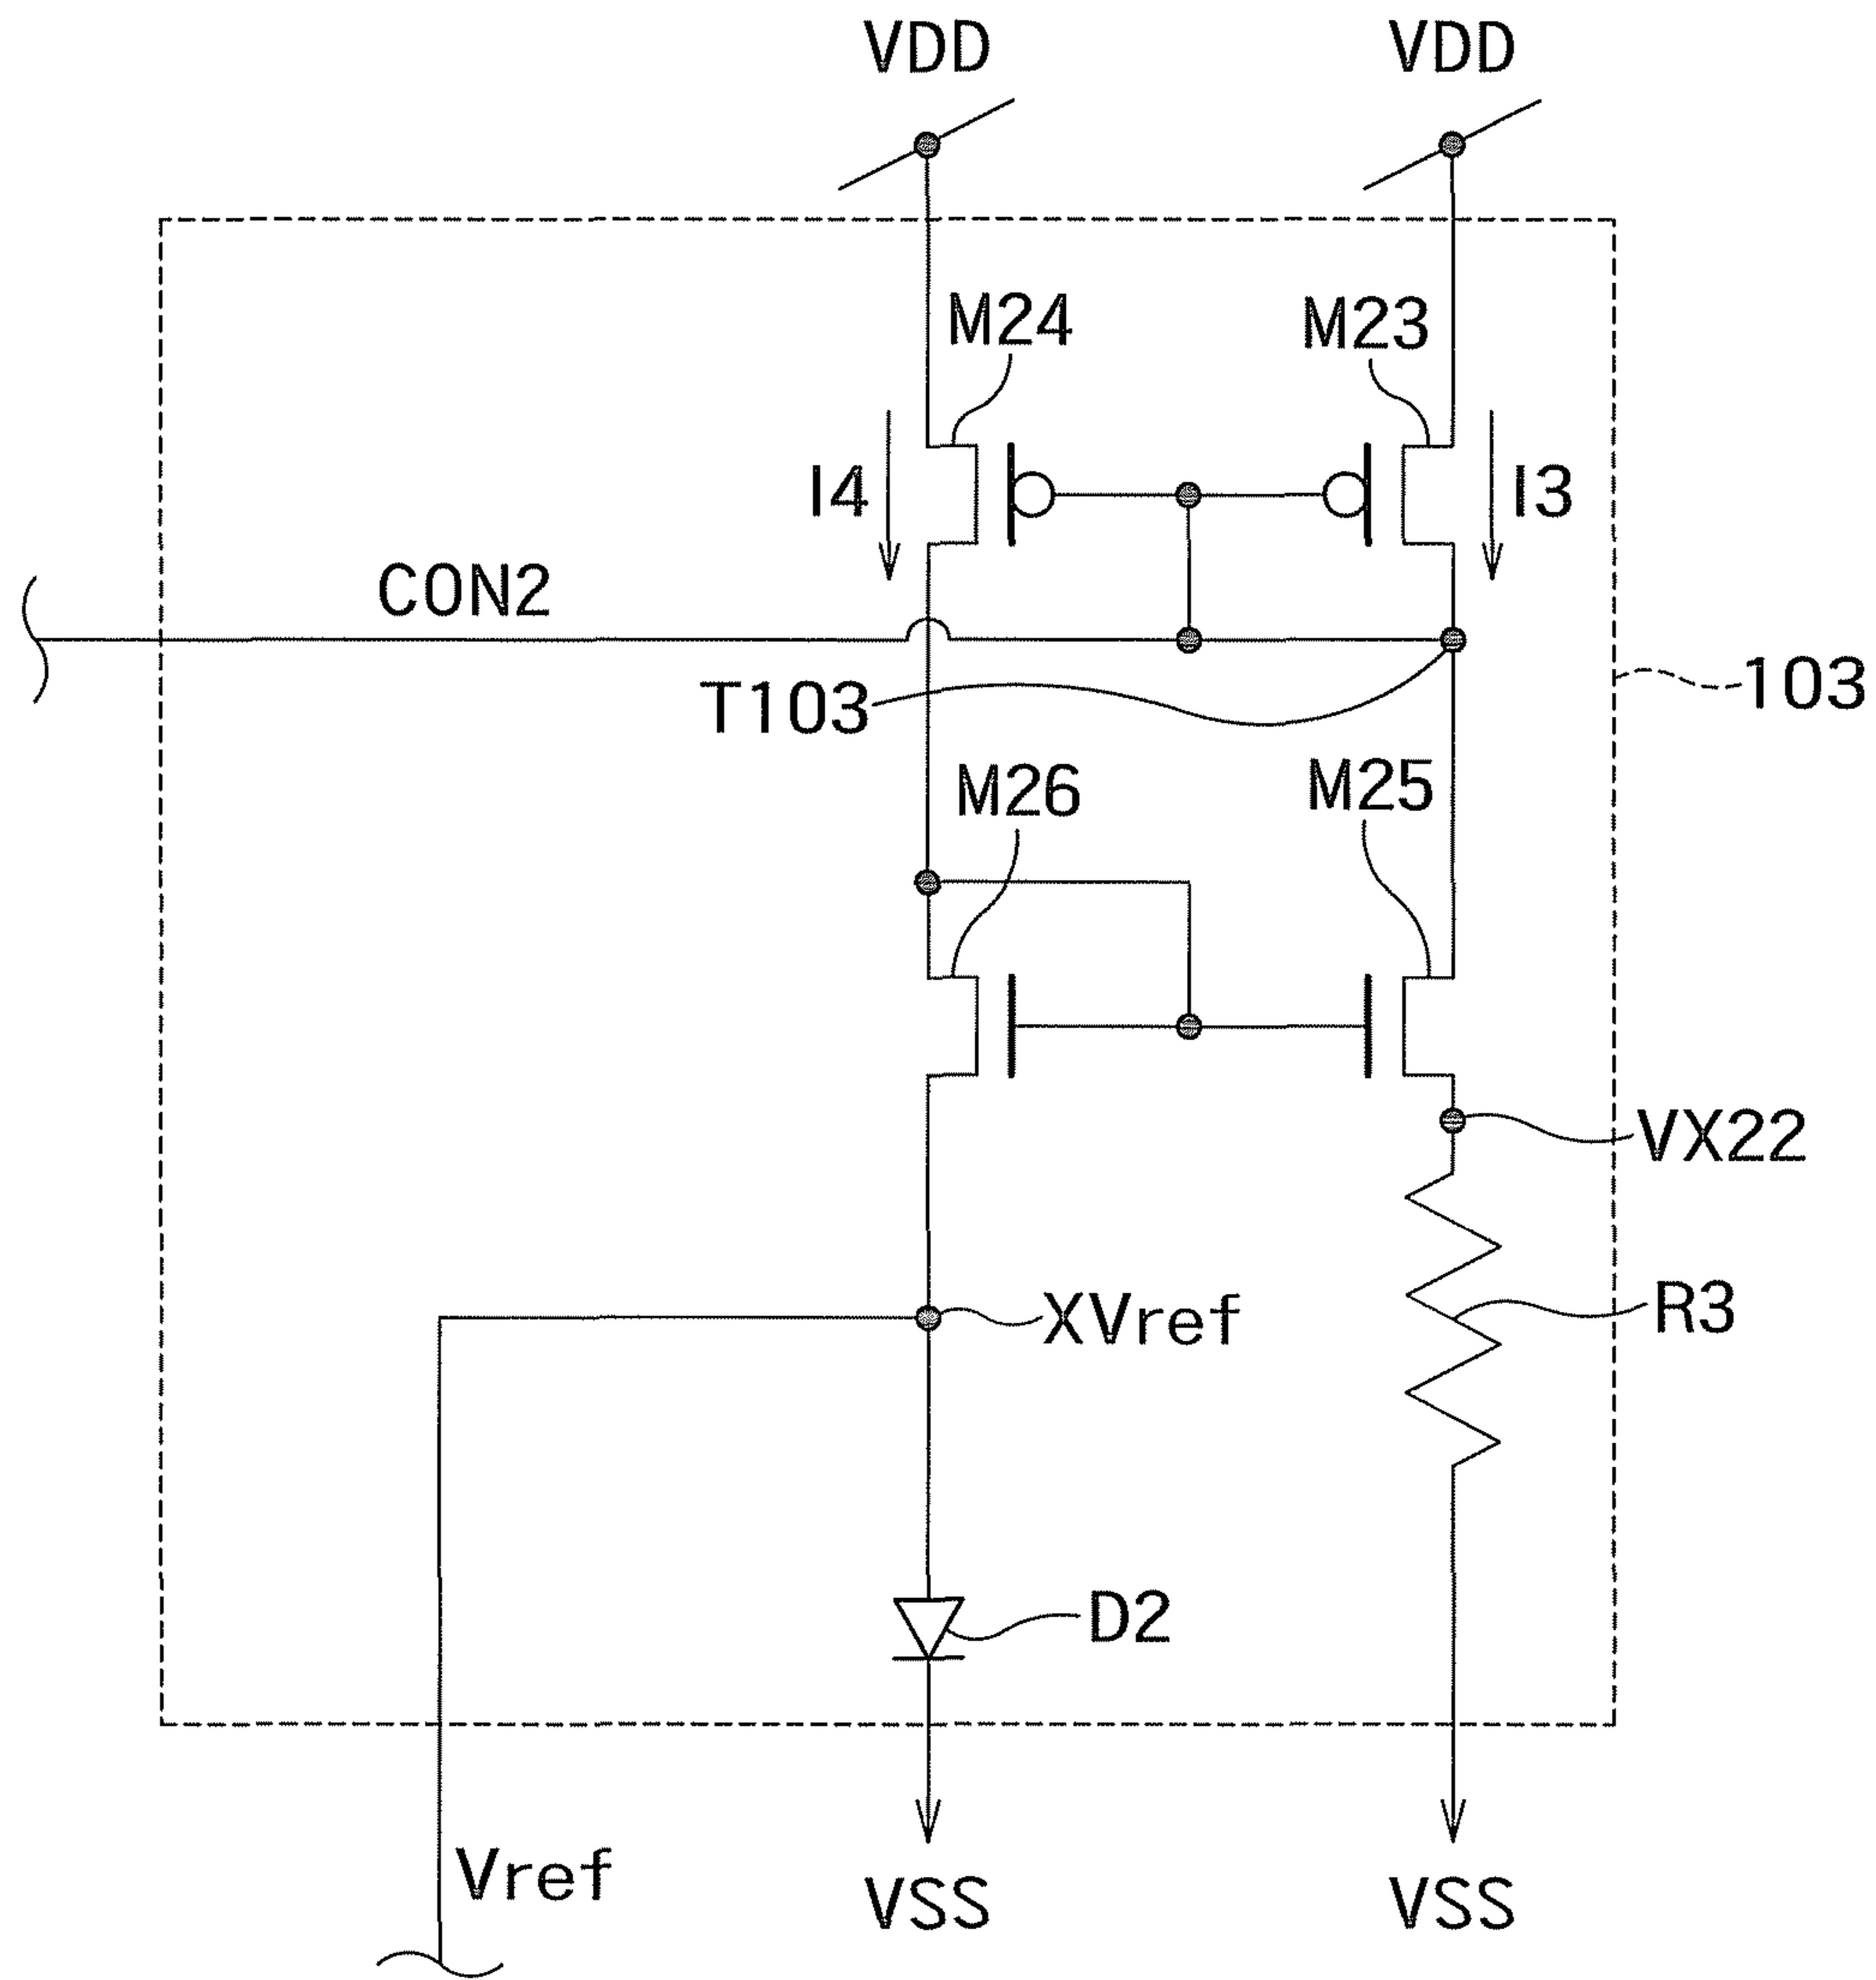 VDD VDD
M24 M23
I4 I3
CON2
T103 103
M26 M25
VX22
XVref R3
D2
Vref VSS VSS